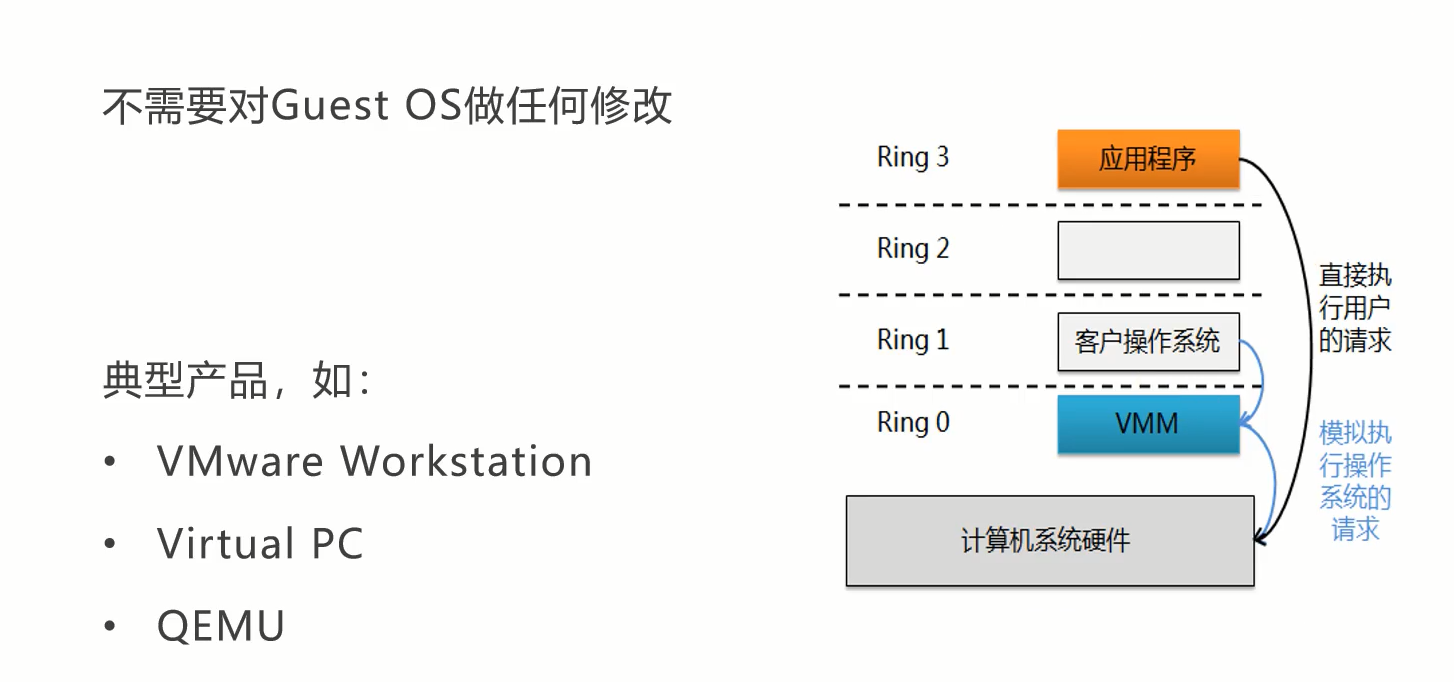 不需要对Guest OS做任何修改
典型产品，如：
• VMware Workstation
• Virtual PC
• QEMU
Ring 3
应用程序
Ring 2
Ring 1
客户操作系统
Ring 0
VMM
计算机系统硬件
直接执
行用户
的请求
模拟执
行操作
系统的
请求